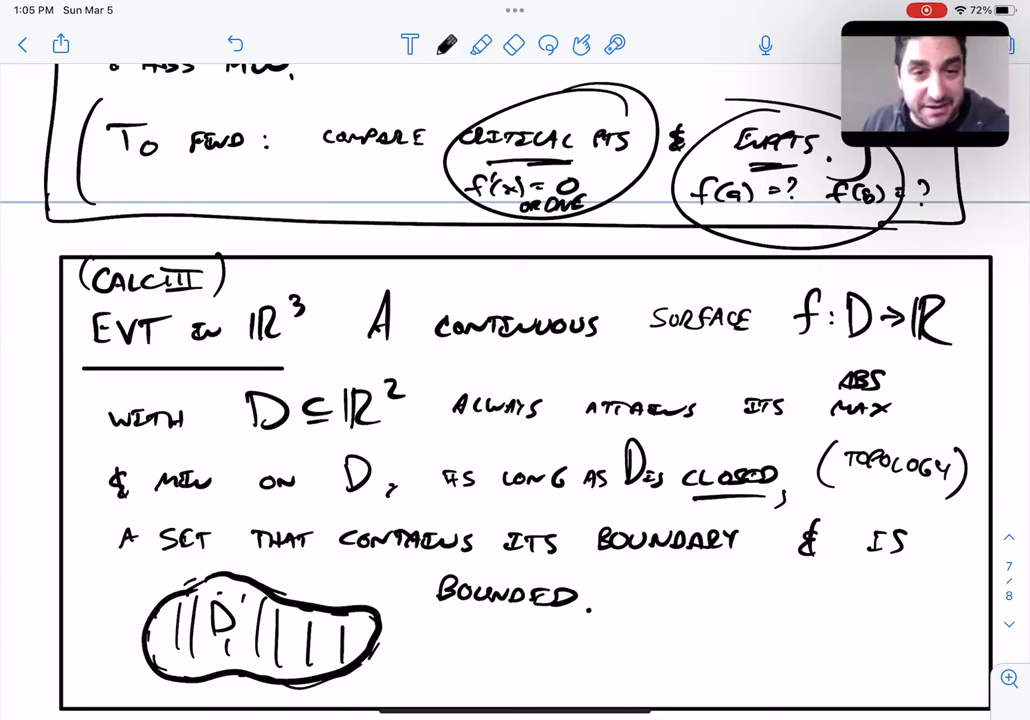 1:05 PM Sun Mar 5
72%
& ABS MIN.
TO FIND: COMPARE CRITICAL PTS & ENDPTS.
f'(x) = 0 f(a) = ? f(b) = ?
OR DNE
(CALC III)
EVT IN ℝ³ A CONTINUOUS SURFACE f: D → ℝ
WITH D ⊆ ℝ² ALWAYS ATTAINS ITS ABS MAX
& MIN ON D, AS LONG AS D IS CLOSED, (TOPOLOGY)
A SET THAT CONTAINS ITS BOUNDARY & IS
BOUNDED.
D
7
/
8